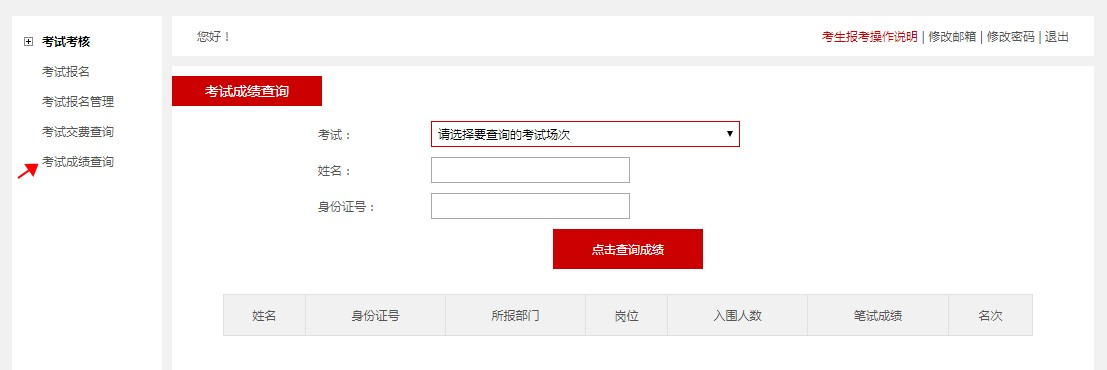 考试考核
考试报名
考试报名管理
考试交费查询
考试成绩查询
您好！
考生报考操作说明 | 修改邮箱 | 修改密码 | 退出
考试成绩查询
考试：
请选择要查询的考试场次
姓名：
身份证号：
点击查询成绩
姓名 身份证号 所报部门 岗位 入围人数 笔试成绩 名次